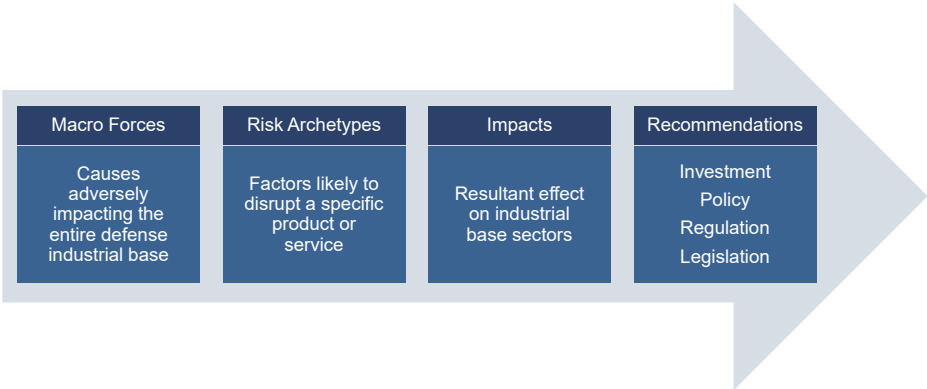 Macro Forces
Causes
adversely
impacting the
entire defense
industrial base
Risk Archetypes
Factors likely to
disrupt a specific
product or
service
Impacts
Resultant effect
on industrial
base sectors
Recommendations
Investment
Policy
Regulation
Legislation